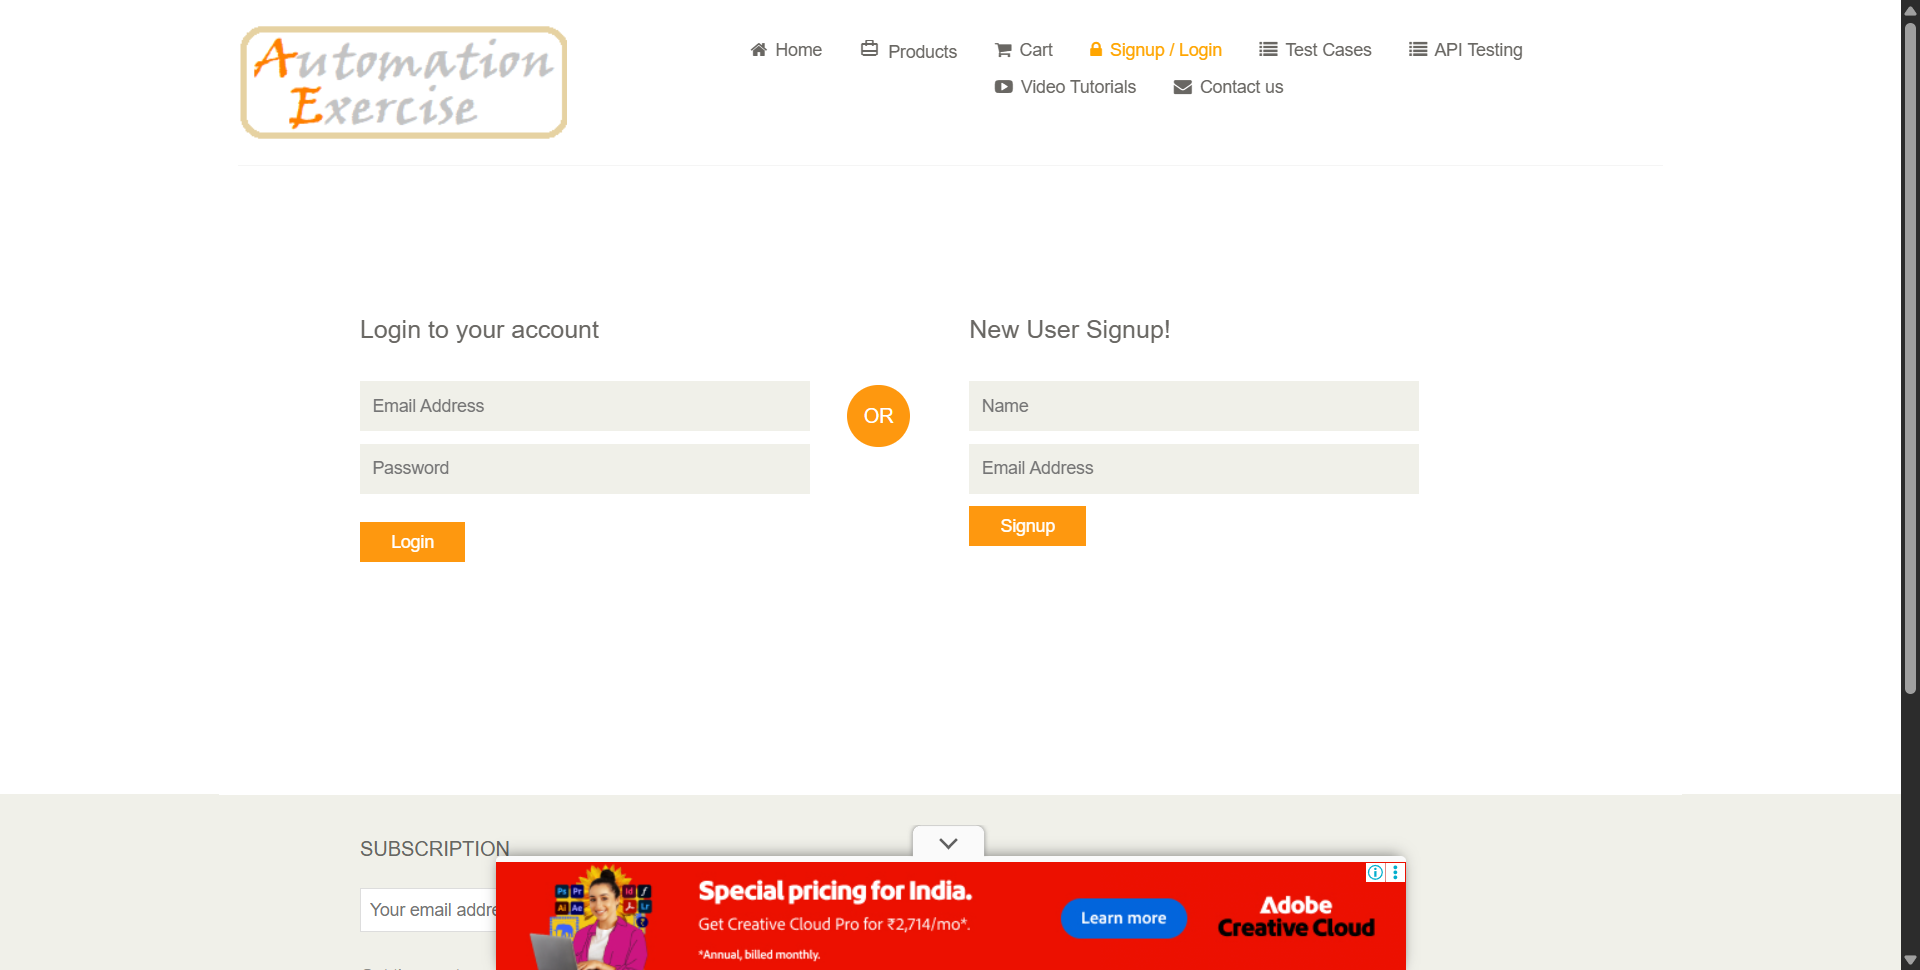 Automation
Exercise
Home
Products
Cart
Signup / Login
Test Cases
API Testing
Video Tutorials
Contact us
Login to your account
Email Address
Password
Login
OR
New User Signup!
Name
Email Address
Signup
SUBSCRIPTION
Your email addre
Special pricing for India.
Get Creative Cloud Pro for ₹2,714/mo*.
*Annual, billed monthly.
Learn more
Adobe
Creative Cloud
Ps Pr
Ai Ae
Id
Lr